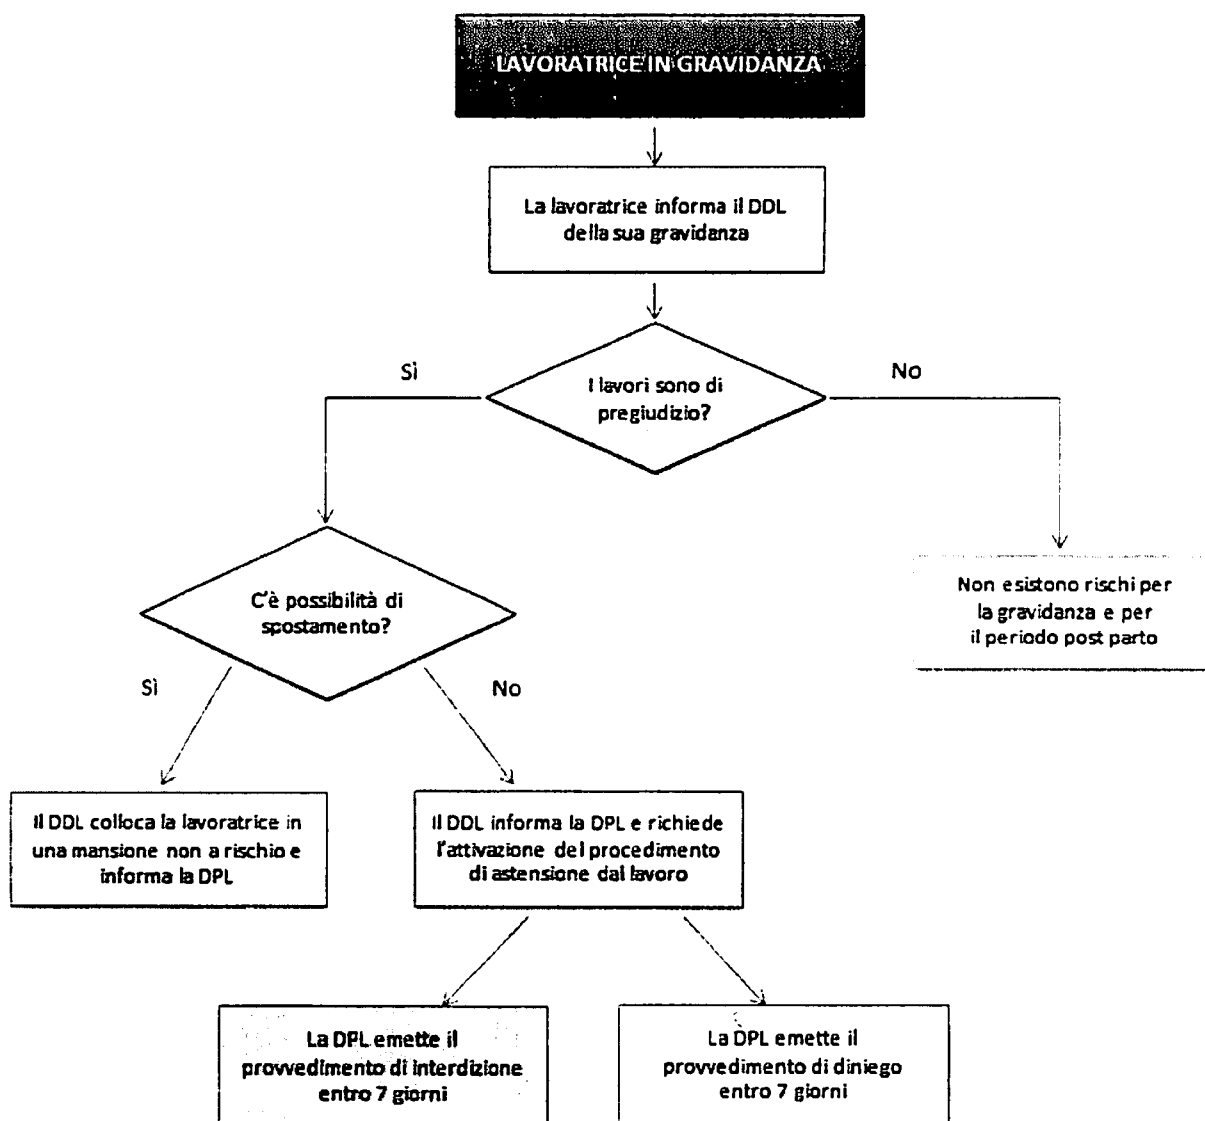 LAVORATRICE IN GRAVIDANZA
La lavoratrice informa il DDL
della sua gravidanza
Sì
I lavori sono di
pregiudizio?
No
C'è possibilità di
spostamento?
Non esistono rischi per
la gravidanza e per
il periodo post parto
Sì
No
Il DDL colloca la lavoratrice in
una mansione non a rischio e
informa la DPL
Il DDL informa la DPL e richiede
l'attivazione del procedimento
di astensione dal lavoro
La DPL emette il
provvedimento di interdizione
entro 7 giorni
La DPL emette il
provvedimento di diniego
entro 7 giorni